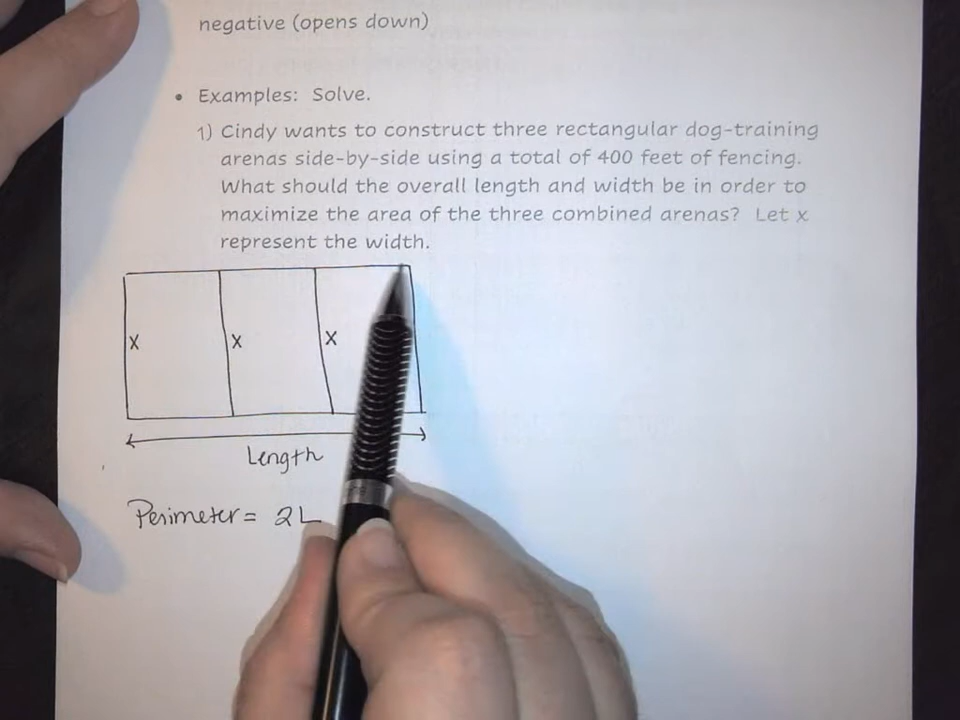 negative (opens down)
• Examples: Solve.
1) Cindy wants to construct three rectangular dog-training
arenas side-by-side using a total of 400 feet of fencing.
What should the overall length and width be in order to
maximize the area of the three combined arenas? Let x
represent the width.
x x x
Length
Perimeter = 2L